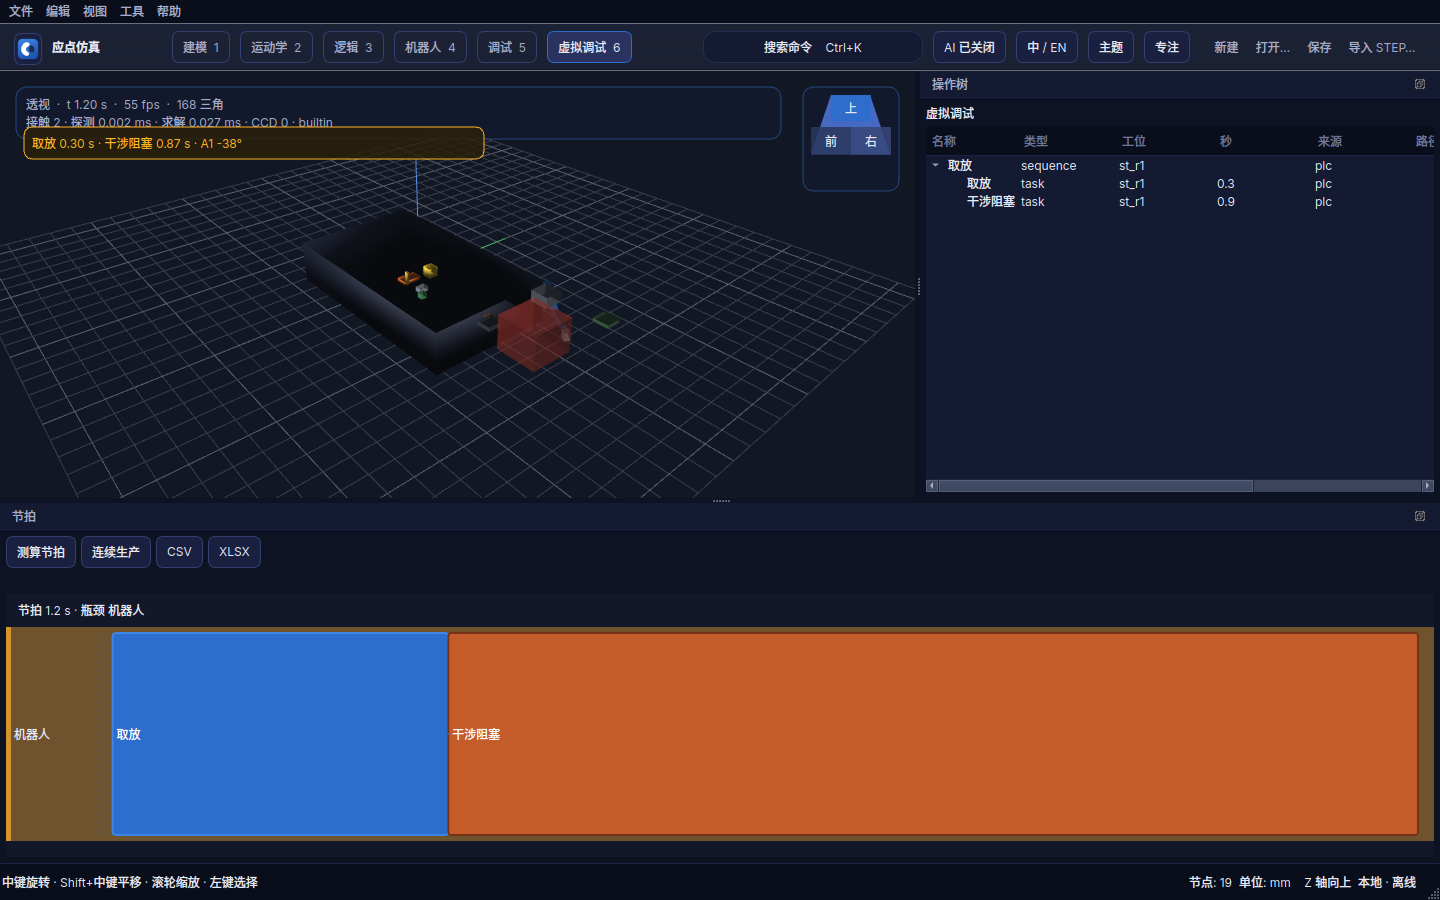 文件 编辑 视图 工具 帮助
应点仿真 建模 1 运动学 2 逻辑 3 机器人 4 调试 5 虚拟调试 6 搜索命令 Ctrl+K AI 已关闭 中 / EN 主题 专注 新建 打开... 保存 导入 STEP...
透视 · t 1.20 s · 55 fps · 168 三角
接触 2 · 探测 0.002 ms · 求解 0.027 ms · CCD 0 · builtin
取放 0.30 s · 干涉阻塞 0.87 s · A1 -38°
上
前 右
操作树
虚拟调试
名称 类型 工位 秒 来源 路径
取放 sequence st_r1 plc
取放 task st_r1 0.3 plc
干涉阻塞 task st_r1 0.9 plc
节拍
测算节拍 连续生产 CSV XLSX
节拍 1.2 s · 瓶颈 机器人
机器人 取放 干涉阻塞
中键旋转 · Shift+中键平移 · 滚轮缩放 · 左键选择 节点: 19 单位: mm Z 轴向上 本地 · 离线